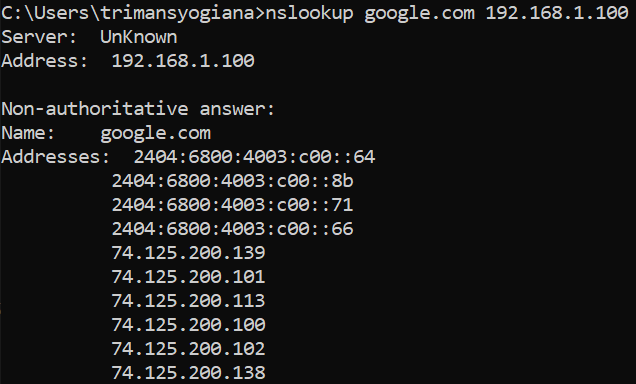 C:\Users\trimansyogiana>nslookup google.com 192.168.1.100
Server:  UnKnown
Address:  192.168.1.100

Non-authoritative answer:
Name:    google.com
Addresses:  2404:6800:4003:c00::64
          2404:6800:4003:c00::8b
          2404:6800:4003:c00::71
          2404:6800:4003:c00::66
          74.125.200.139
          74.125.200.101
          74.125.200.113
          74.125.200.100
          74.125.200.102
          74.125.200.138